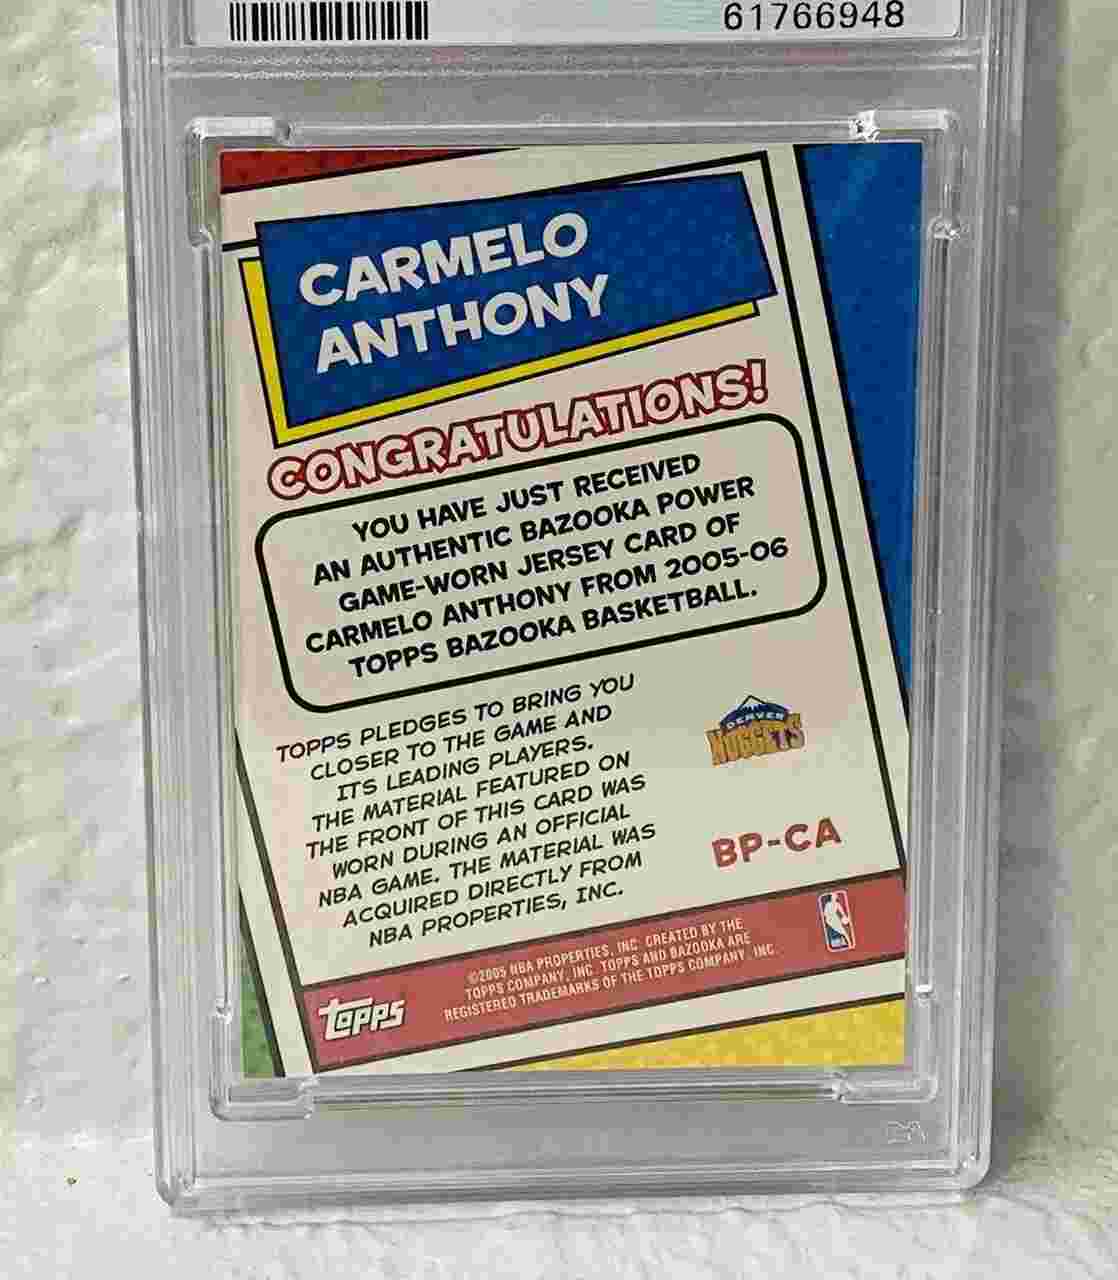 61766948
CARMELO
ANTHONY
CONGRATULATIONS!
YOU HAVE JUST RECEIVED
AN AUTHENTIC BAZOOKA POWER
GAME-WORN JERSEY CARD OF
CARMELO ANTHONY FROM 2005-06
TOPPS BAZOOKA BASKETBALL.
TOPPS PLEDGES TO BRING YOU
CLOSER TO THE GAME AND
ITS LEADING PLAYERS.
THE MATERIAL FEATURED ON
THE FRONT OF THIS CARD WAS
WORN DURING AN OFFICIAL
NBA GAME. THE MATERIAL WAS
ACQUIRED DIRECTLY FROM
NBA PROPERTIES, INC.
DENVER
NUGGETS
BP-CA
©2005 NBA PROPERTIES, INC. CREATED BY THE
TOPPS COMPANY, INC. TOPPS AND BAZOOKA ARE
REGISTERED TRADEMARKS OF THE TOPPS COMPANY, INC.
topps